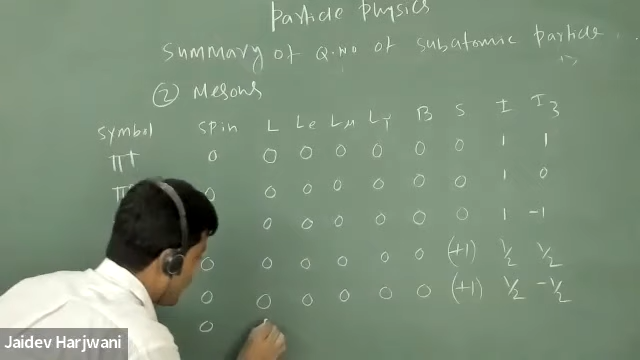 Particle Physics
Summary of Q.No of subatomic particle...
② Mesons
Symbol Spin L Le Lμ Lτ B S I I3
π+ 0 0 0 0 0 0 0 1 1
0 0 0 0 0 0 0 1 0
0 0 0 0 0 0 1 -1
0 0 0 0 0 0 (+1) 1/2 1/2
0 0 0 0 0 0 (+1) 1/2 -1/2
0
Jaidev Harjwani